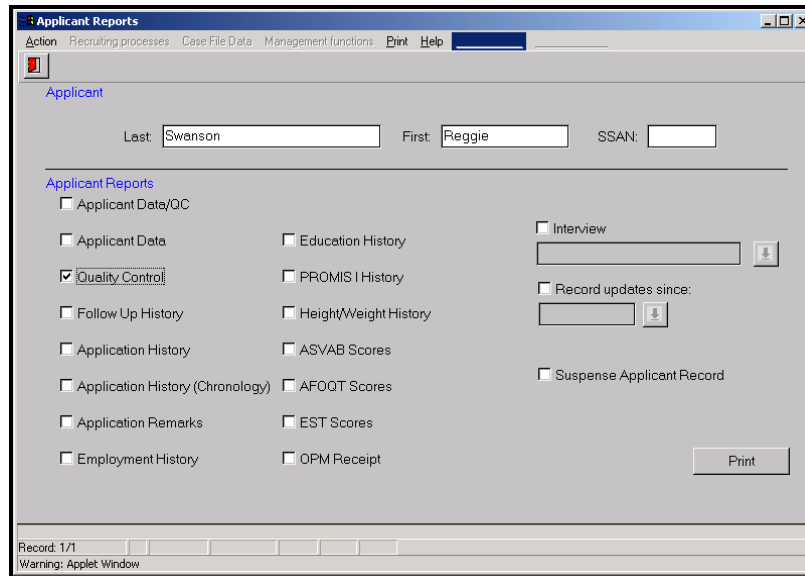 Applicant Reports
Action Recruiting processes Case File Data Management functions Print Help
Applicant
Last: Swanson First: Reggie SSAN:
Applicant Reports
Applicant Data/QC
Applicant Data
Quality Control
Follow Up History
Application History
Application History (Chronology)
Application Remarks
Employment History
Education History
PROMIS I History
Height/Weight History
ASVAB Scores
AFOQT Scores
EST Scores
OPM Receipt
Interview
Record updates since:
Suspense Applicant Record
Print
Record: 1/1
Warning: Applet Window